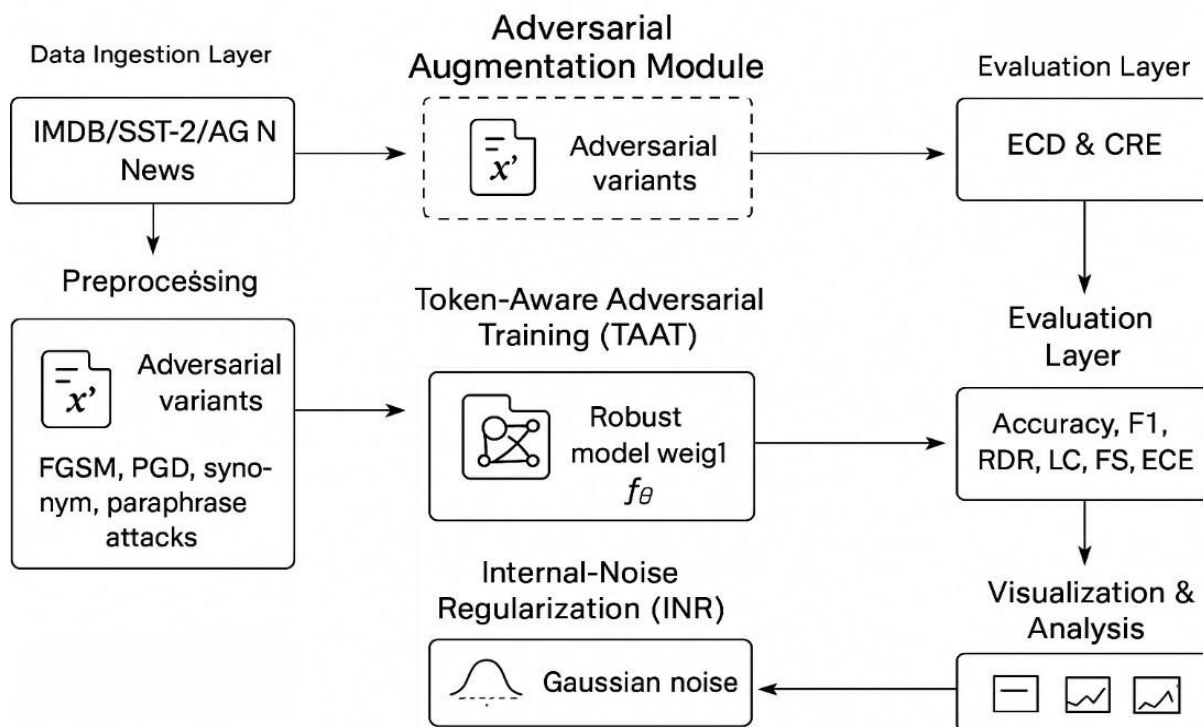 Data Ingestion Layer
IMDB/SST-2/AG N
News
Preprocessing
x’
Adversarial
variants
FGSM, PGD, syno-
nym, paraphrase
attacks
Adversarial
Augmentation Module
x’
Adversarial
variants
Token-Aware Adversarial
Training (TAAT)
Robust
model weig1
fθ
Internal-Noise
Regularization (INR)
Gaussian noise
Evaluation Layer
ECD & CRE
Evaluation
Layer
Accuracy, F1,
RDR, LC, FS, ECE
Visualization &
Analysis